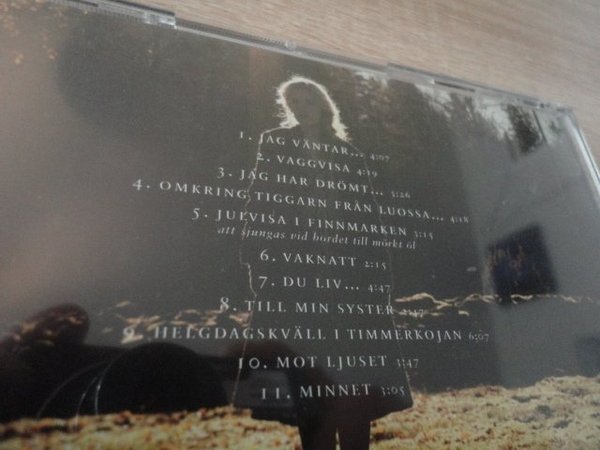 1. JAG VÄNTAR... 4:07
2. VAGGVISA 4:19
3. JAG HAR DRÖMT... 3:26
4. OMKRING TIGGARN FRÅN LUOSSA... 4:18
5. JULVISA I FINNMARKEN 3:15
att sjungas vid bordet till mörkt öl
6. VAKNATT 2:15
7. DU LIV... 4:47
8. TILL MIN SYSTER
9. HELGDAGSKVÄLL I TIMMERKOJAN 6:07
10. MOT LJUSET 3:47
11. MINNET 3:05